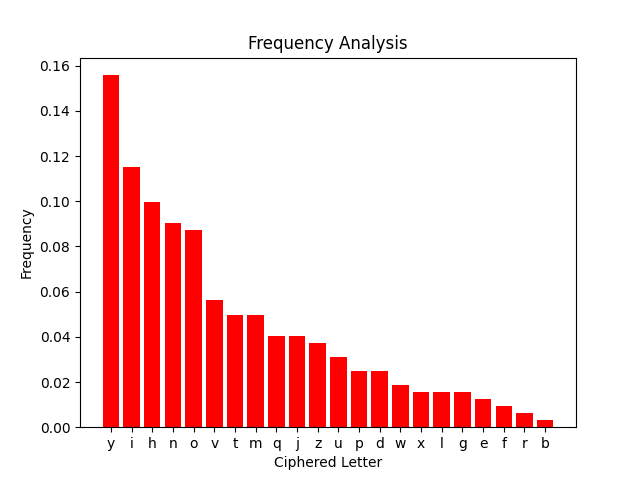 Frequency Analysis
0.16
0.14
0.12
0.10
0.08
0.06
0.04
0.02
0.00
Frequency
y i h n o v t m q j z u p d w x l g e f r b
Ciphered Letter